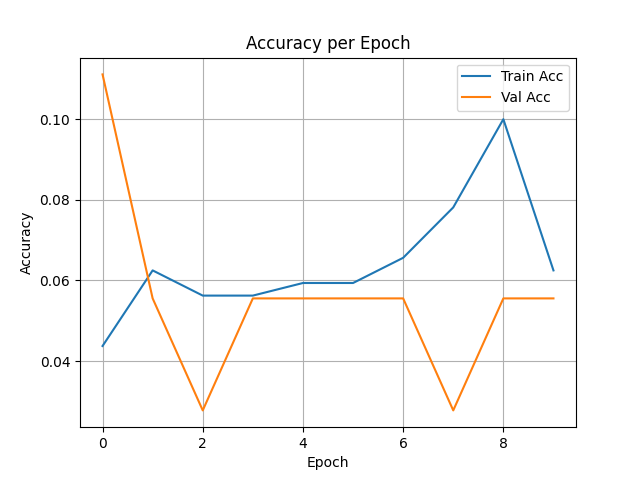 Accuracy per Epoch
Train Acc
Val Acc
Accuracy
0.10
0.08
0.06
0.04
0 2 4 6 8
Epoch